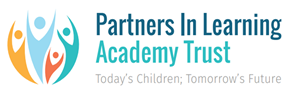 Partners In Learning
Academy Trust
Today's Children; Tomorrow's Future